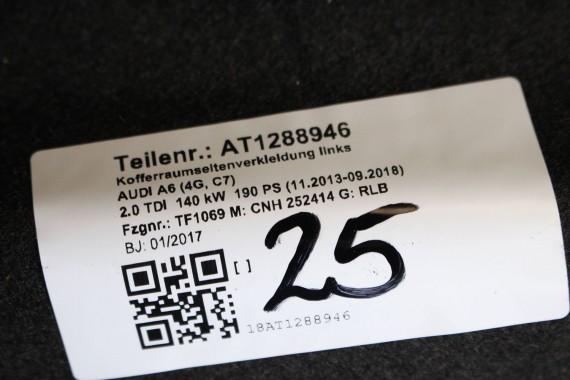 Teilenr.: AT1288946
Kofferraumseitenverkleidung links
AUDI A6 (4G, C7)
2.0 TDI 140 kW 190 PS (11.2013-09.2018)
Fzgnr.: TF1069 M: CNH 252414 G: RLB
BJ: 01/2017
[ ]
25
18AT1288946